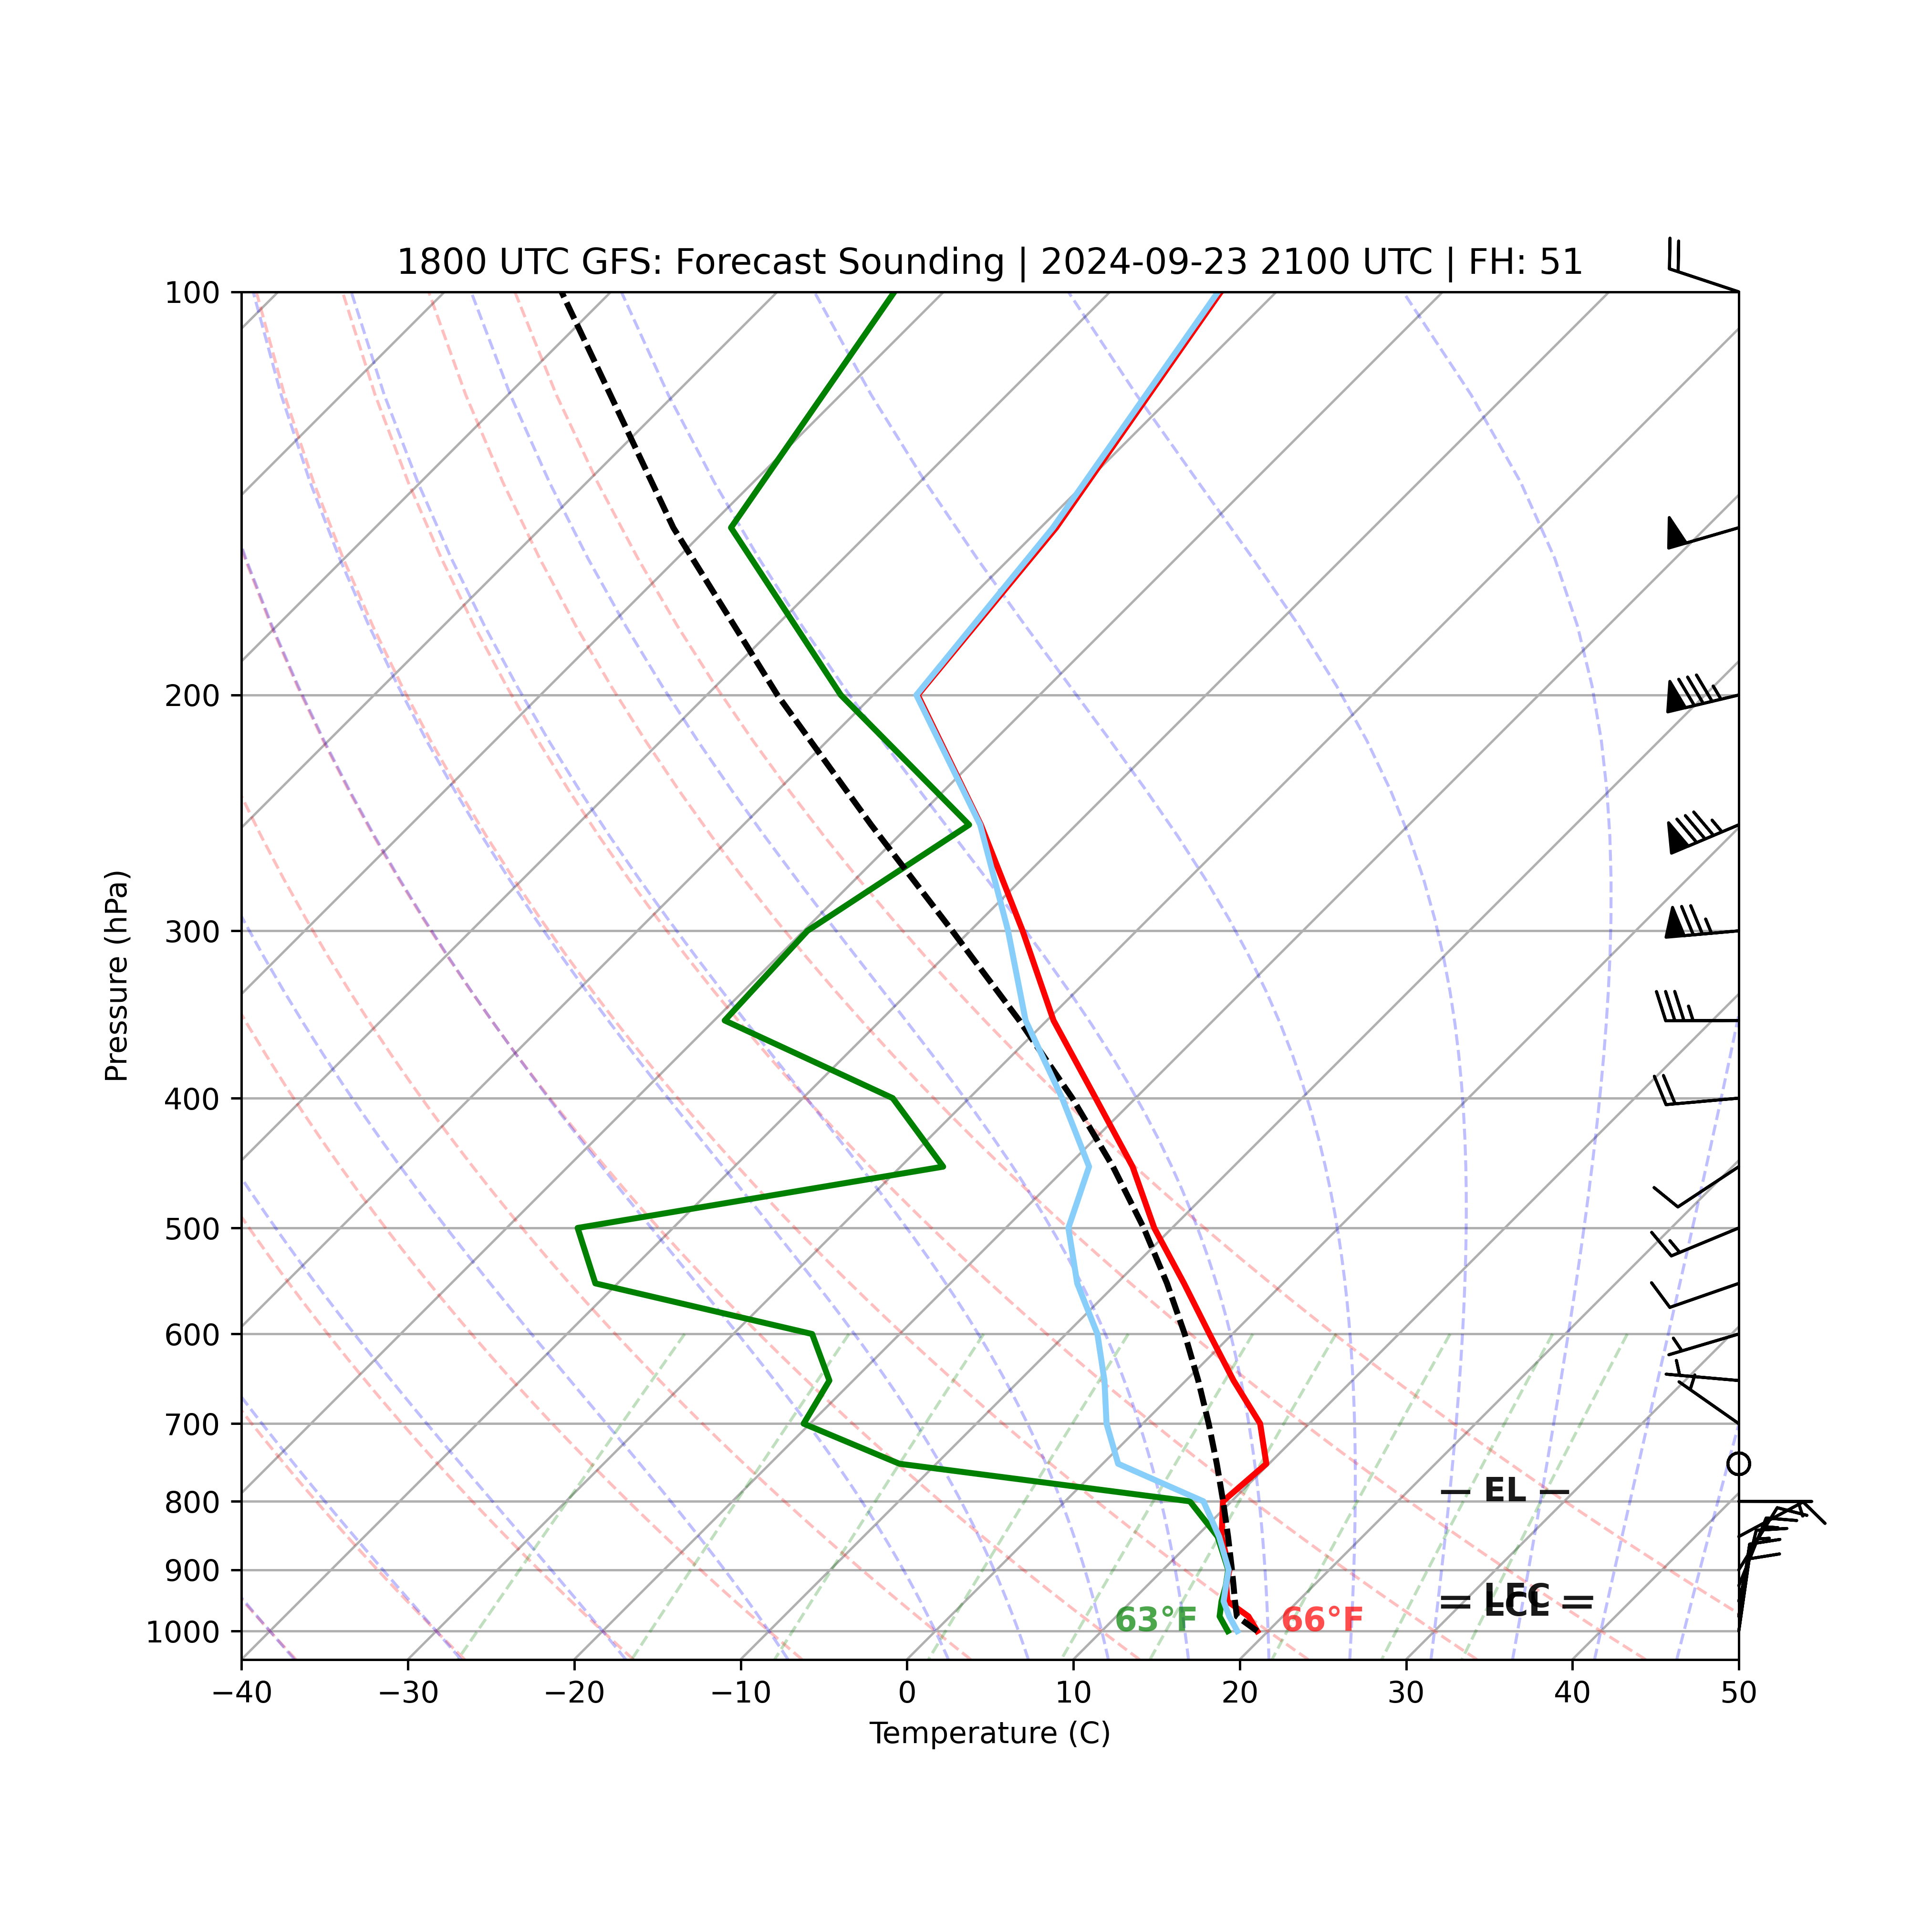 1800 UTC GFS: Forecast Sounding | 2024-09-23 2100 UTC | FH: 51
100
200
300
400
500
600
700
800
900
1000
Pressure (hPa)
— EL —
— LFC —
— LCL —
63°F
66°F
−40 −30 −20 −10 0 10 20 30 40 50
Temperature (C)